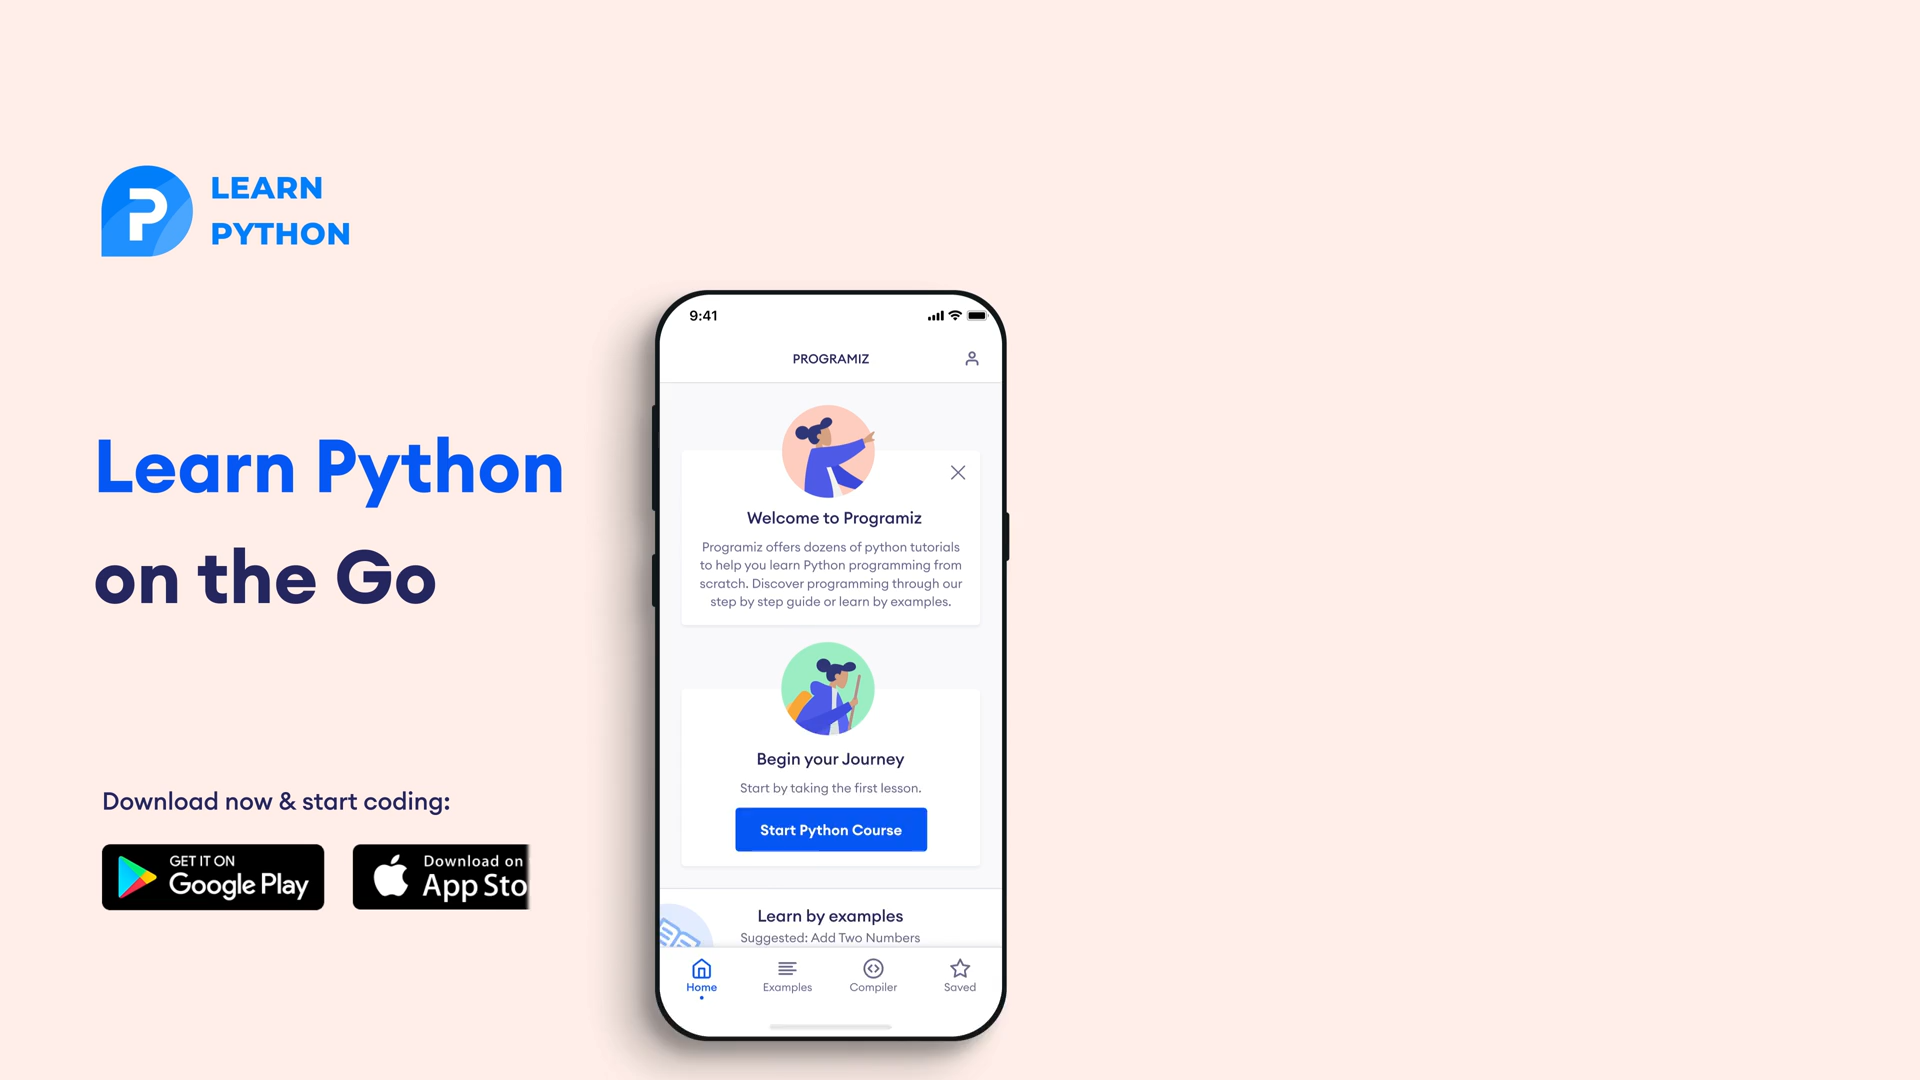 LEARN
PYTHON
Learn Python
on the Go
Download now & start coding:
GET IT ON
Google Play
Download on
App Sto
9:41
PROGRAMIZ
Welcome to Programiz
Programiz offers dozens of python tutorials
to help you learn Python programming from
scratch. Discover programming through our
step by step guide or learn by examples.
Begin your Journey
Start by taking the first lesson.
Start Python Course
Learn by examples
Suggested: Add Two Numbers
Home
Examples
Compiler
Saved